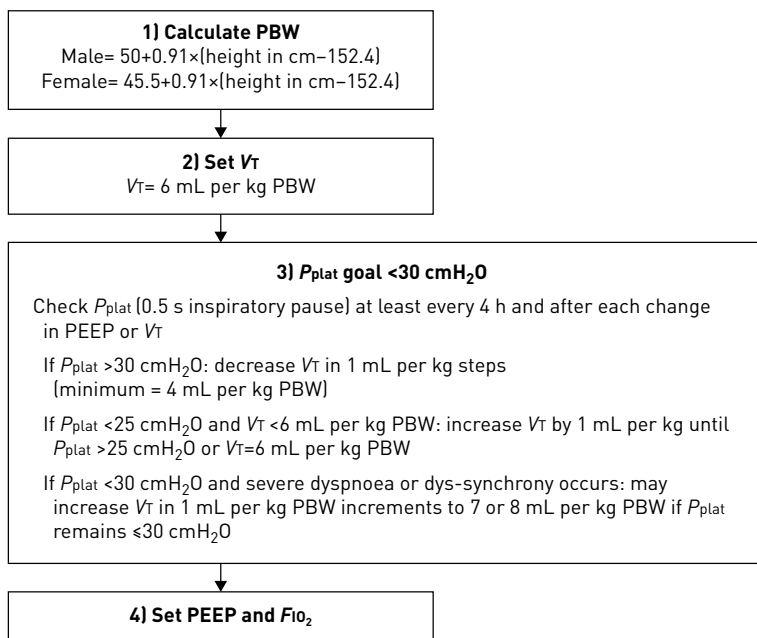 1) Calculate PBW
Male= 50+0.91×(height in cm–152.4)
Female= 45.5+0.91×(height in cm–152.4)
2) Set VT
VT= 6 mL per kg PBW
3) Pplat goal <30 cmH2O
Check Pplat (0.5 s inspiratory pause) at least every 4 h and after each change
in PEEP or VT
If Pplat >30 cmH2O: decrease VT in 1 mL per kg steps
(minimum = 4 mL per kg PBW)
If Pplat <25 cmH2O and VT <6 mL per kg PBW: increase VT by 1 mL per kg until
Pplat >25 cmH2O or VT=6 mL per kg PBW
If Pplat <30 cmH2O and severe dyspnoea or dys-synchrony occurs: may
increase VT in 1 mL per kg PBW increments to 7 or 8 mL per kg PBW if Pplat
remains ≤30 cmH2O
4) Set PEEP and FIO2